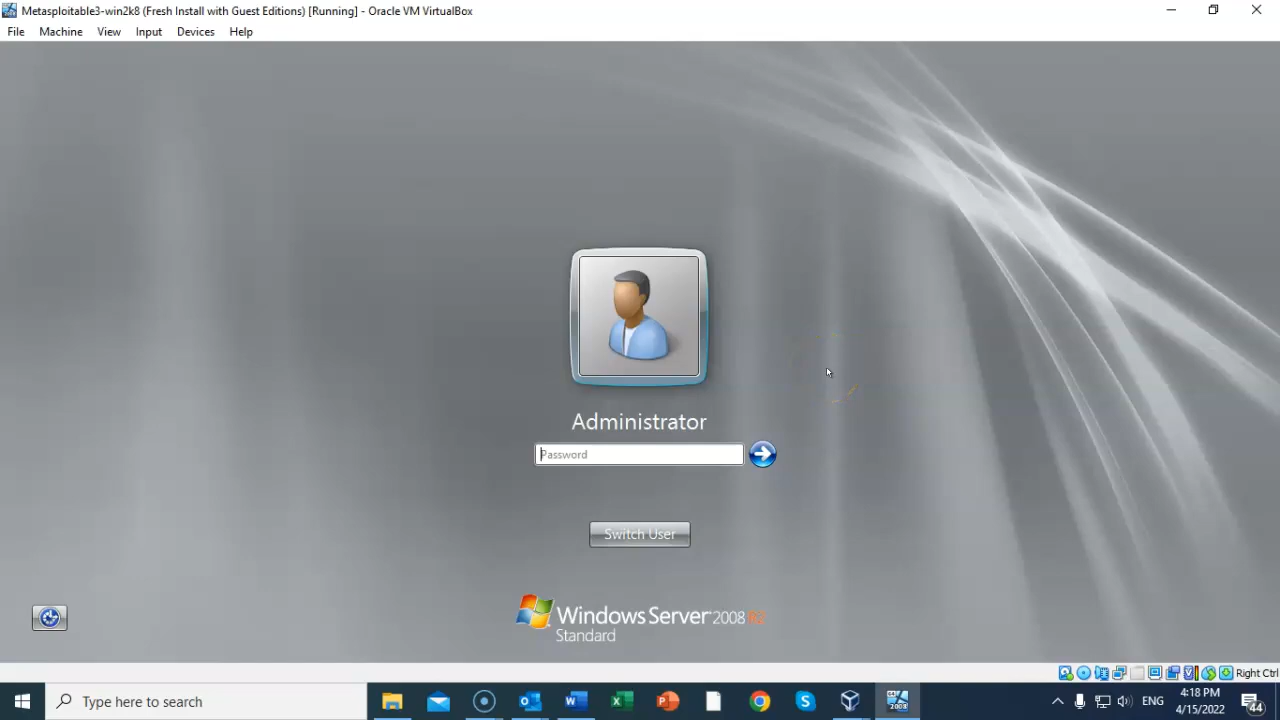 Metasploitable3-win2k8 (Fresh Install with Guest Editions) [Running] - Oracle VM VirtualBox
File Machine View Input Devices Help
Administrator
Password
Switch User
Windows Server 2008 R2
Standard
Right Ctrl
Type here to search
ENG
4:18 PM
4/15/2022
44